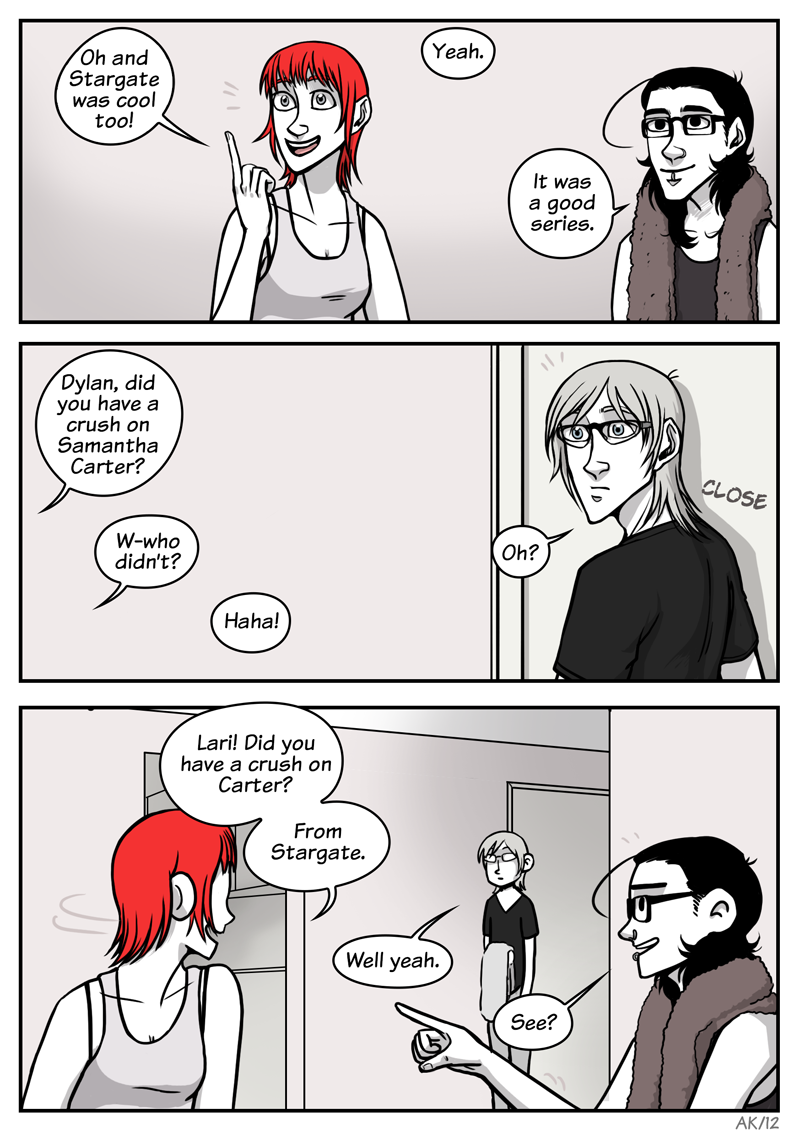 Oh and
Stargate
was cool
too!
Yeah.
It was
a good
series.
Dylan, did
you have a
crush on
Samantha
Carter?
W-who
didn't?
Haha!
Oh?
CLOSE
Lari! Did you
have a crush on
Carter?
From
Stargate.
Well yeah.
See?
AK/12